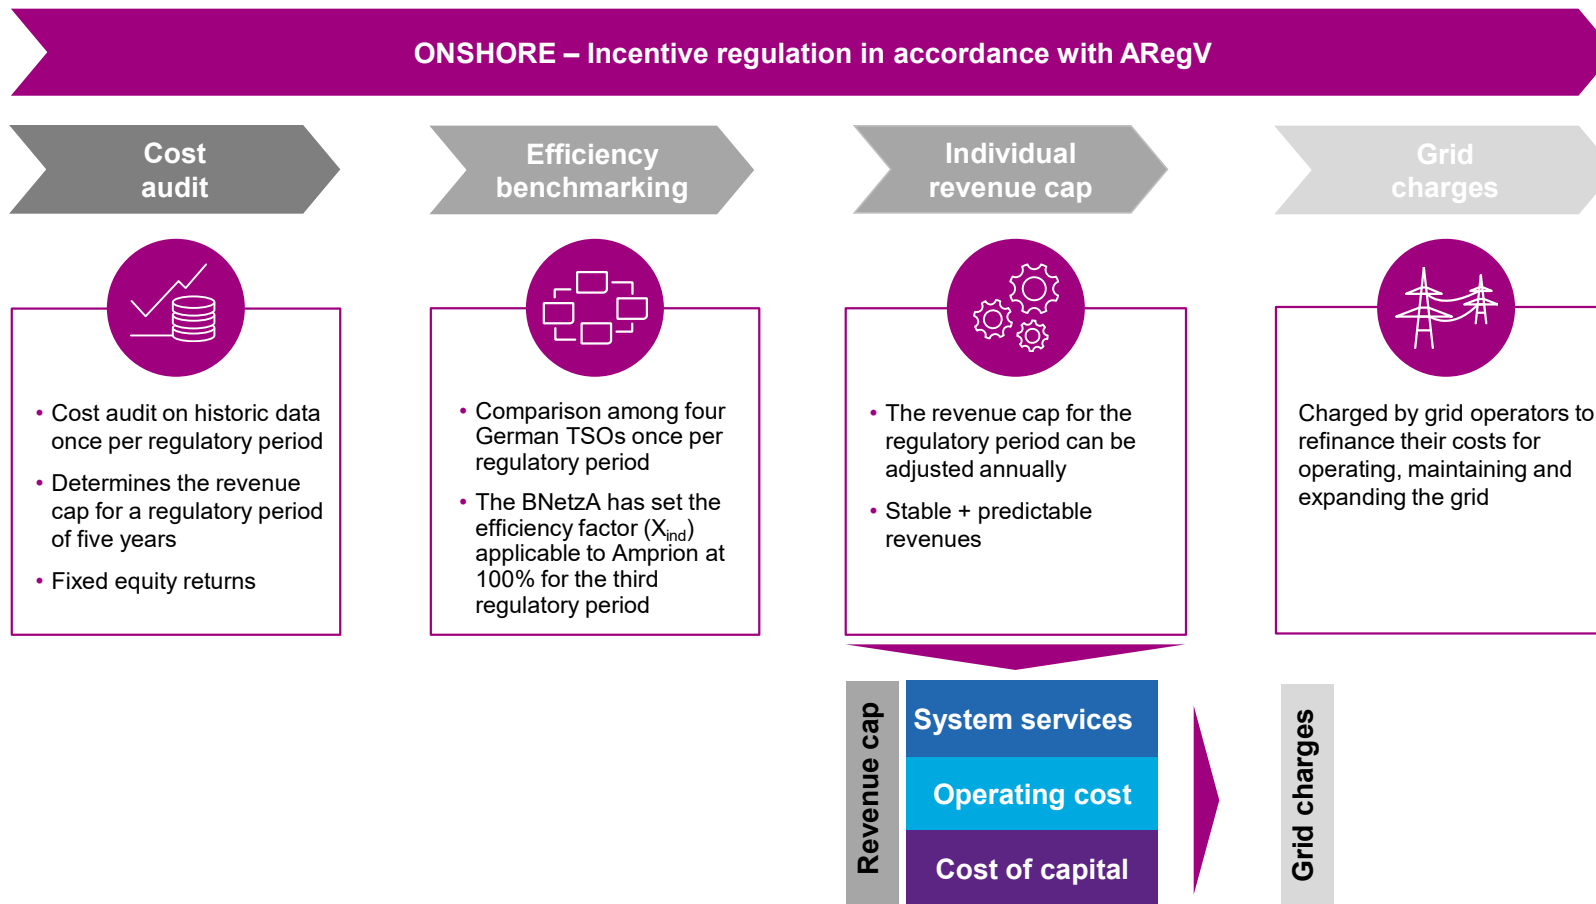 ONSHORE – Incentive regulation in accordance with ARegV
Cost
audit
Efficiency
benchmarking
Individual
revenue cap
Grid
charges
• Cost audit on historic data
once per regulatory period
• Determines the revenue
cap for a regulatory period
of five years
• Fixed equity returns
• Comparison among four
German TSOs once per
regulatory period
• The BNetzA has set the
efficiency factor (Xind)
applicable to Amprion at
100% for the third
regulatory period
• The revenue cap for the
regulatory period can be
adjusted annually
• Stable + predictable
revenues
Charged by grid operators to
refinance their costs for
operating, maintaining and
expanding the grid
Revenue cap
System services
Operating cost
Cost of capital
Grid charges